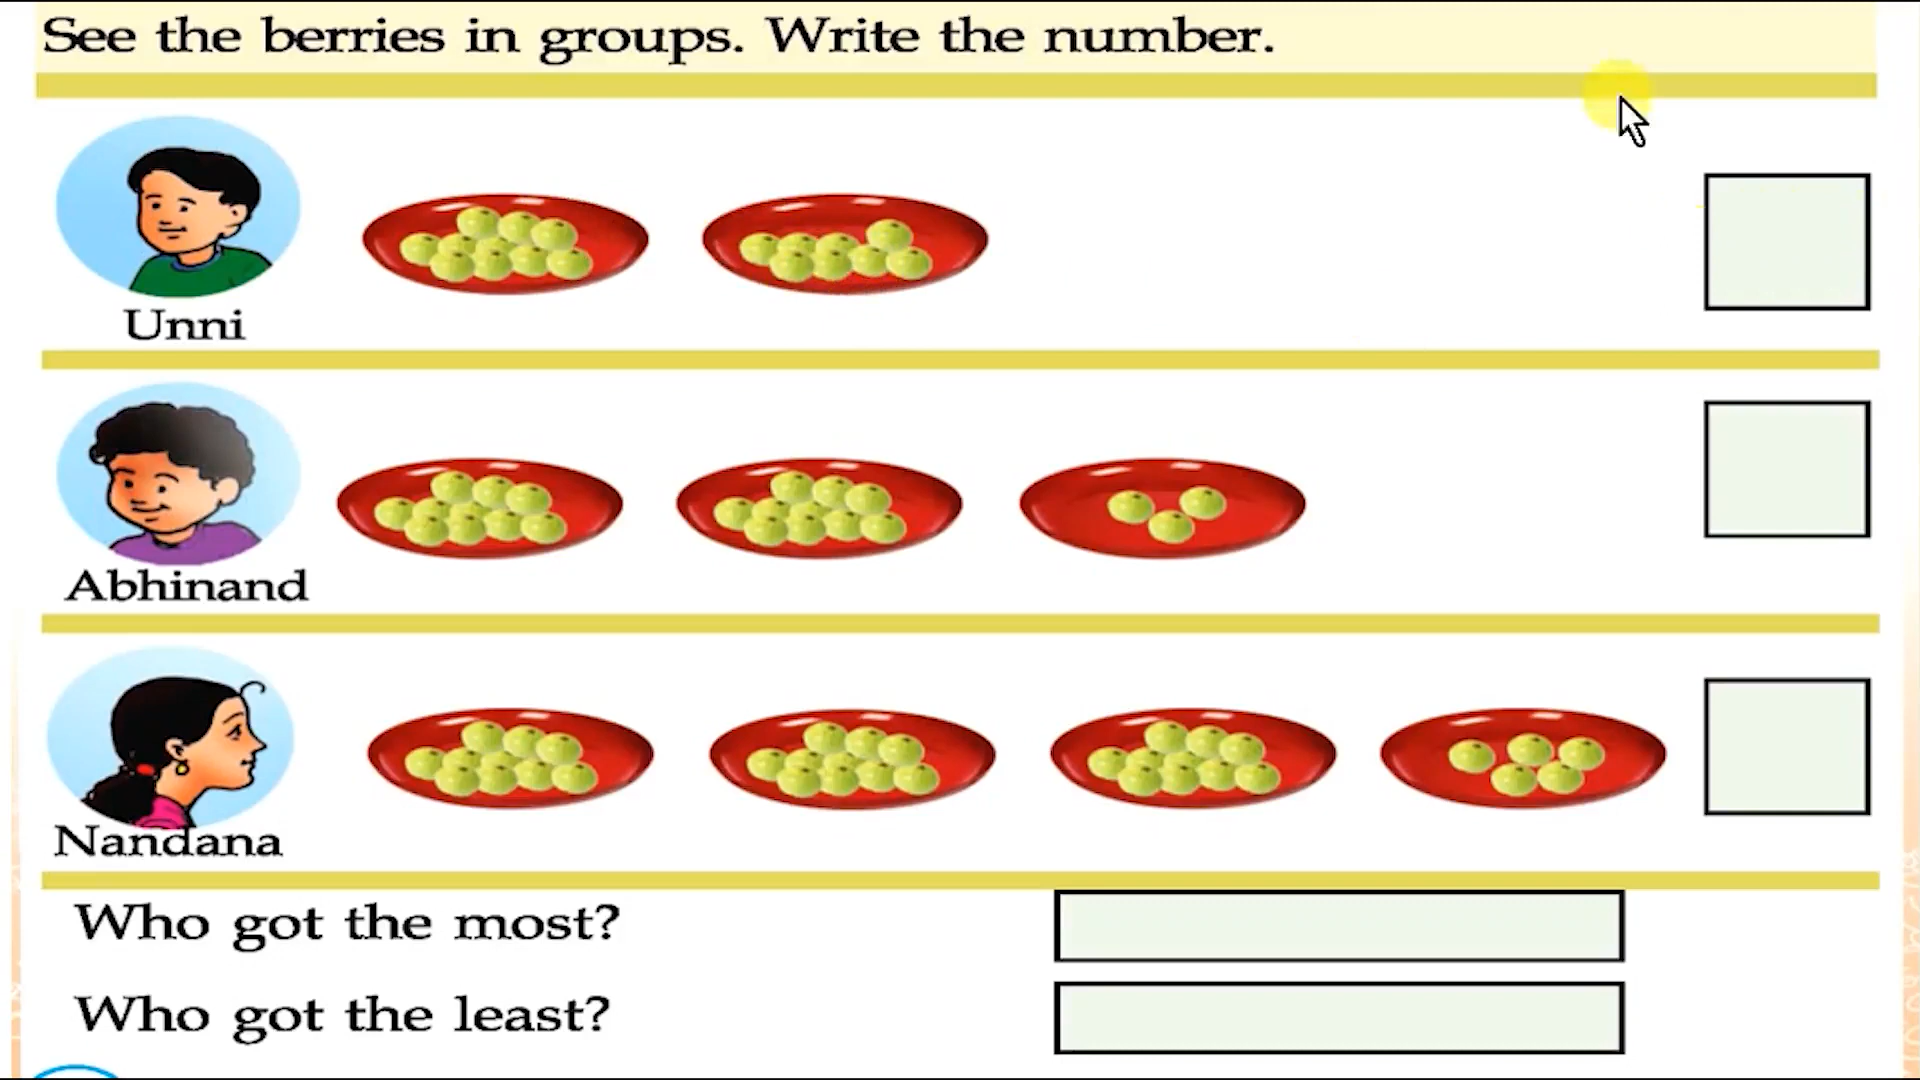 See the berries in groups. Write the number.
Unni
Abhinand
Nandana
Who got the most?
Who got the least?